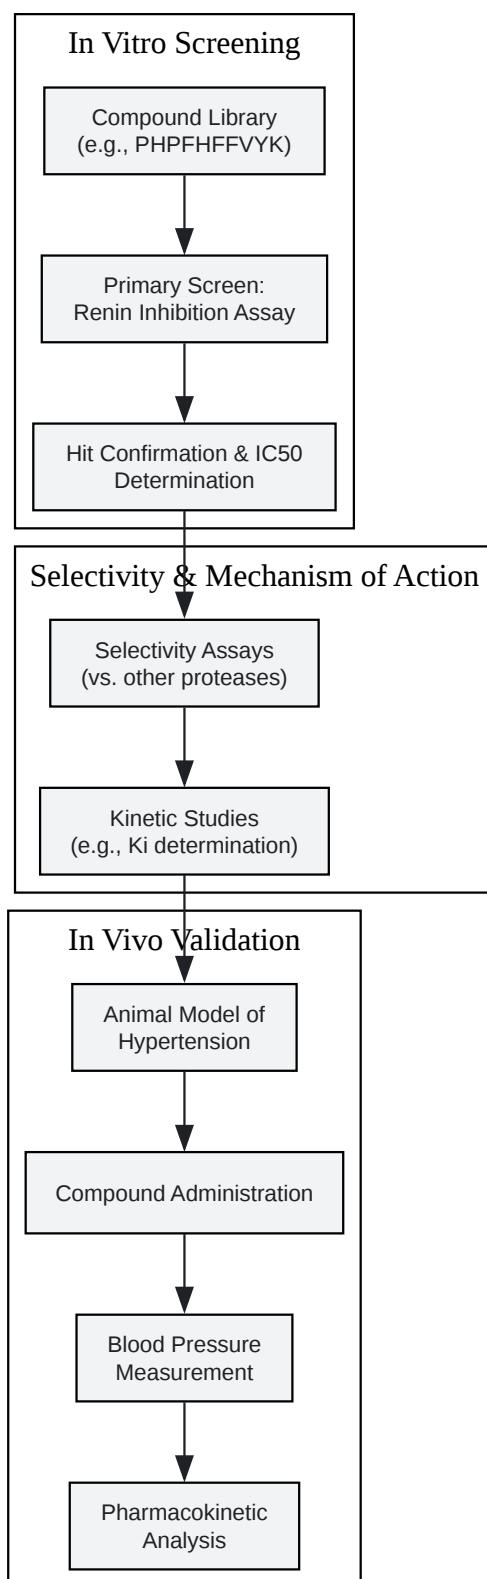 In Vitro Screening
Compound Library
(e.g., PHPFHFFVYK)
Primary Screen:
Renin Inhibition Assay
Hit Confirmation & IC50
Determination
Selectivity & Mechanism of Action
Selectivity Assays
(vs. other proteases)
Kinetic Studies
(e.g., Ki determination)
In Vivo Validation
Animal Model of
Hypertension
Compound Administration
Blood Pressure
Measurement
Pharmacokinetic
Analysis